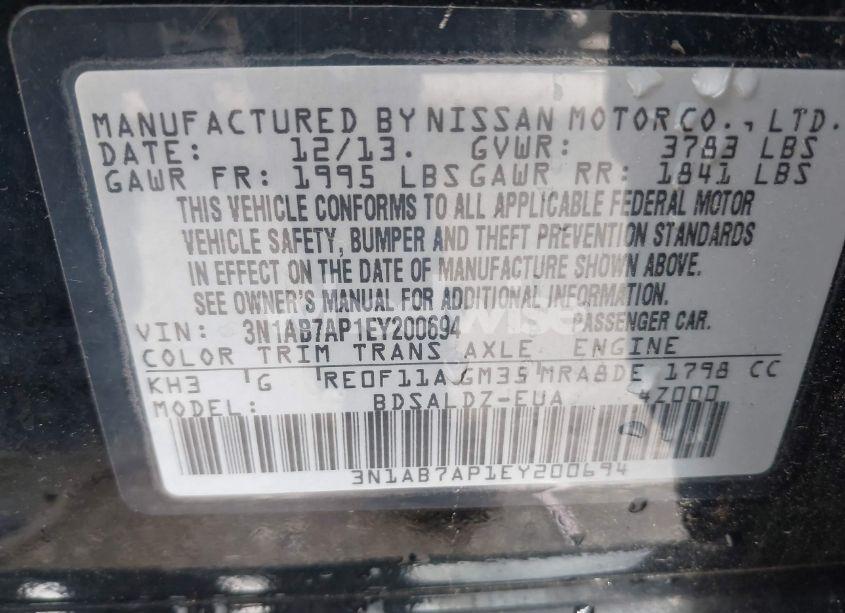 MANUFACTURED BY NISSAN MOTOR CO., LTD.
DATE: 12/13. GVWR: 3783 LBS
GAWR FR: 1995 LBS GAWR RR: 1841 LBS
THIS VEHICLE CONFORMS TO ALL APPLICABLE FEDERAL MOTOR
VEHICLE SAFETY, BUMPER AND THEFT PREVENTION STANDARDS
IN EFFECT ON THE DATE OF MANUFACTURE SHOWN ABOVE.
SEE OWNER'S MANUAL FOR ADDITIONAL INFORMATION.
VIN: 3N1AB7AP1EY200694 PASSENGER CAR.
COLOR TRIM TRANS AXLE ENGINE
KH3 G RE0F11A GM35 MRA8DE 1798 CC
MODEL: BDSALDZ-EUA 4Z000
3N1AB7AP1EY200694